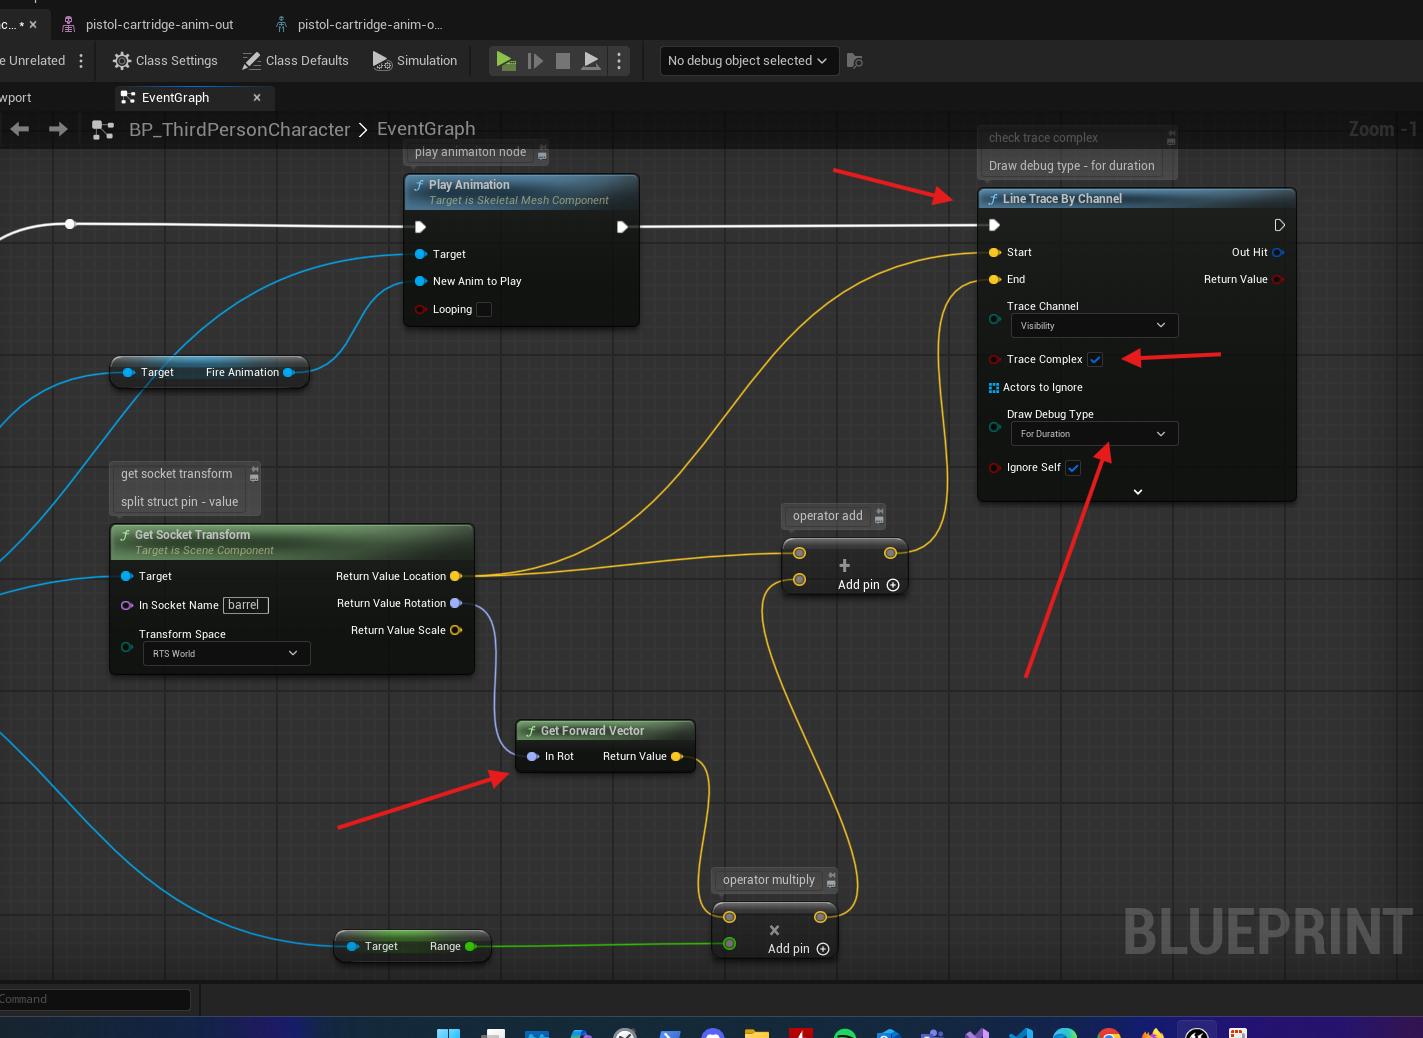 c... *
pistol-cartridge-anim-out
pistol-cartridge-anim-o...
e Unrelated
Class Settings
Class Defaults
Simulation
No debug object selected
wport
EventGraph
BP_ThirdPersonCharacter
EventGraph
Zoom -1
play animaiton node
Play Animation
Target is Skeletal Mesh Component
Target
New Anim to Play
Looping
check trace complex
Draw debug type - for duration
Line Trace By Channel
Start
Out Hit
End
Return Value
Trace Channel
Visibility
Trace Complex
Actors to Ignore
Draw Debug Type
For Duration
Ignore Self
Target
Fire Animation
get socket transform
split struct pin - value
Get Socket Transform
Target is Scene Component
Target
Return Value Location
In Socket Name
barrel
Return Value Rotation
Transform Space
RTS World
Return Value Scale
operator add
+
Add pin
Get Forward Vector
In Rot
Return Value
operator multiply
×
Add pin
Target
Range
BLUEPRINT
Command